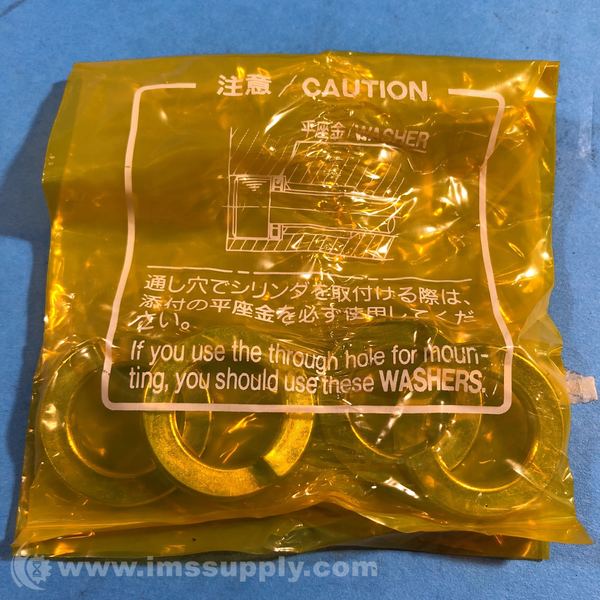 注意 / CAUTION
平座金 / WASHER
通し穴でシリンダを取付ける際は、
添付の平座金を必ず使用してくだ
さい。
If you use the through hole for moun-
ting, you should use these WASHERS.
www.imssupply.com